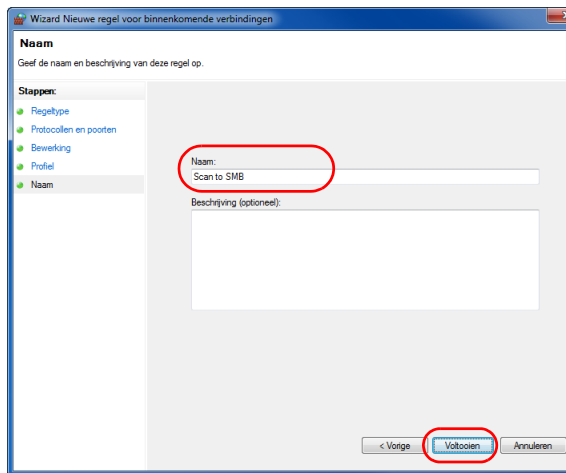 Wizard Nieuwe regel voor binnenkomende verbindingen
Naam
Geef de naam en beschrijving van deze regel op.
Stappen:
Regeltype
Protocollen en poorten
Bewerking
Profiel
Naam
Naam:
Scan to SMB
Beschrijving (optioneel):
< Vorige Voltooien Annuleren